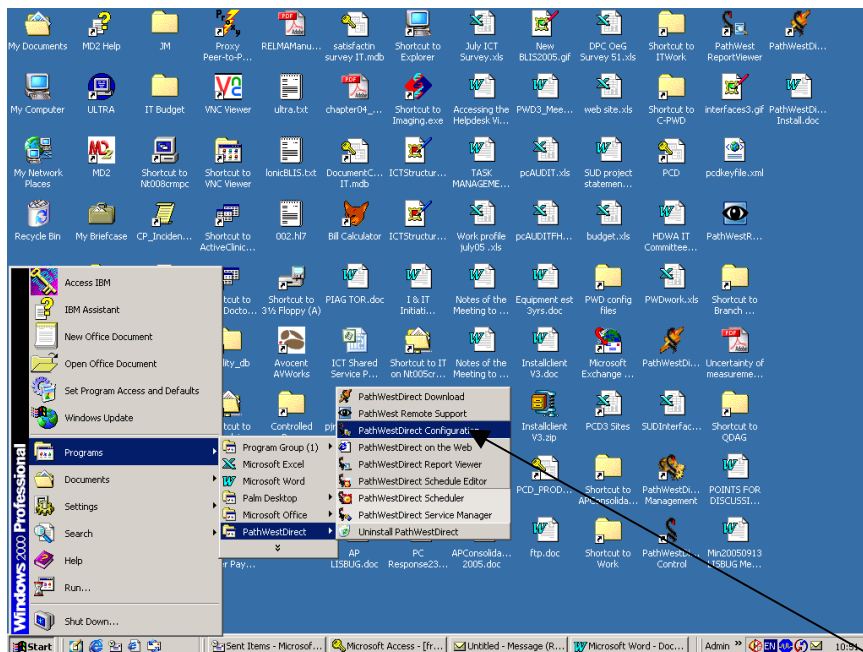 My Documents
MD2 Help
JM
Proxy
Peer-to-P...
RELMAManu...
satisfactin
survey IT.mdb
Shortcut to
Explorer
July ICT
Survey.xls
New
BLIS2005.gif
DPC OeG
Survey 51.xls
Shortcut to
ITWork
PathWest
ReportViewer
PathWestDi...
My Computer
ULTRA
IT Budget
VNC Viewer
ultra.txt
chapter04_...
Shortcut to
Imaging.exe
Accessing the
Helpdesk Vi...
PWD3_Mee...
web site.xls
Shortcut to
C-PWD
interfaces3.gif
PathWestDi...
Install.doc
My Network
Places
MD2
Shortcut to
Nt008crmpc
Shortcut to
VNC Viewer
IonicBLIS.txt
DocumentC...
IT.mdb
ICTStructur...
TASK
MANAGEME...
pcAUDIT.xls
SUD project
statemen...
PCD
pcdkeyfile.xml
Recycle Bin
My Briefcase
CP_Inciden...
Shortcut to
ActiveClinic...
002.hl7
Bill Calculator
ICTStructur...
Work profile
july05 .xls
pcAUDITFH...
budget.xls
HDWA IT
Committee...
PathWestR...
tcut to
Docto...
Shortcut to
3½ Floppy (A)
PIAG TOR.doc
I & IT
Initiati...
Notes of the
Meeting to ...
Equipment est
3yrs.doc
PWD config
files
PWDwork.xls
Shortcut to
Branch ...
lity_db
Avocent
AVWorks
ICT Shared
Service P...
Shortcut to IT
on Nt005cr...
Notes of the
Meeting to ...
Installclient
V3.doc
Microsoft
Exchange ...
PathWestDi...
Uncertainty of
measureme...
tcut to
Controlled
Installclient
V3.zip
PCD3 Sites
SUDInterfac...
Shortcut to
QDAG
PCD_PROD...
Shortcut to
APConsolida...
PathWestDi...
Management
POINTS FOR
DISCUSSI...
r Pay...
AP
LISBUG.doc
PC
Response23...
APConsolida...
2005.doc
ftp.doc
Shortcut to
Work
PathWestDi...
Control
Min20050913
LISBUG Me...
Windows 2000 Professional
Access IBM
IBM Assistant
New Office Document
Open Office Document
Set Program Access and Defaults
Windows Update
Programs
Documents
Settings
Search
Help
Run...
Shut Down...
Program Group (1)
Microsoft Excel
Microsoft Word
Palm Desktop
Microsoft Office
PathWestDirect
PathWestDirect Download
PathWest Remote Support
PathWestDirect Configuration
PathWestDirect on the Web
PathWestDirect Report Viewer
PathWestDirect Schedule Editor
PathWestDirect Scheduler
PathWestDirect Service Manager
Uninstall PathWestDirect
Start
Sent Items - Microsof...
Microsoft Access - [fr...
Untitled - Message (R...
Microsoft Word - Doc...
Admin
EN